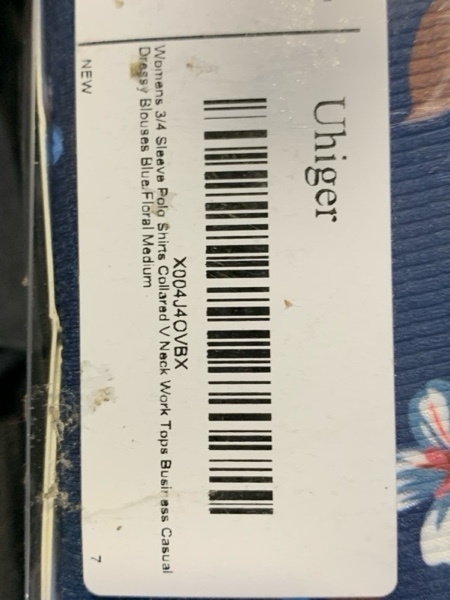 Uhiger
X004J4OVBX
Womens 3/4 Sleeve Polo Shirts Collared V Neck Work Tops Business Casual
Dressy Blouses Blue Floral Medium
NEW
7